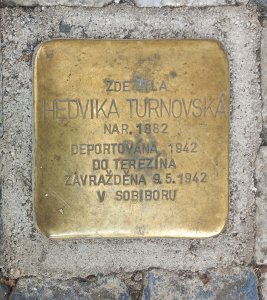 ZDE ŽILA
HEDVIKA TURNOVSKÁ
NAR. 1882
DEPORTOVÁNA 1942
DO TEREZÍNA
ZAVRAŽDĚNA 9.5.1942
V SOBIBORU